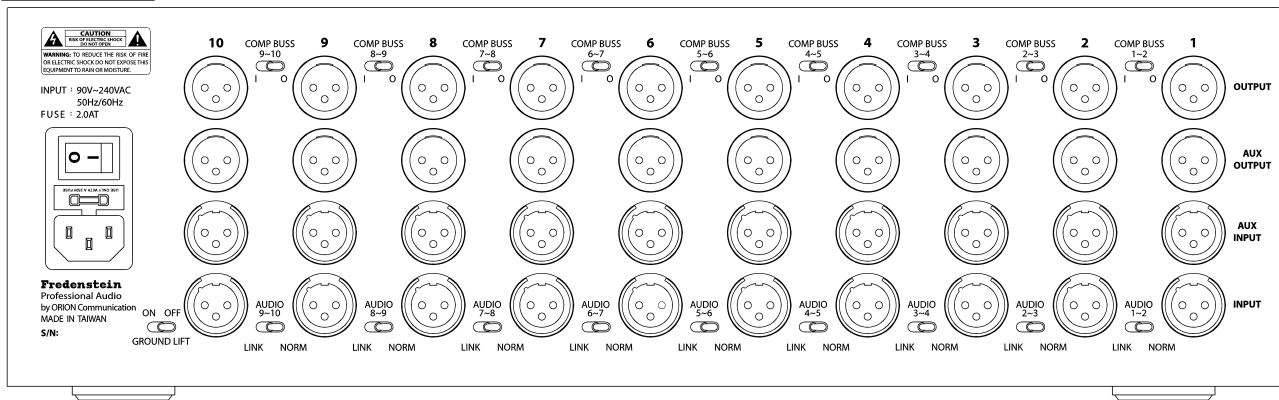 CAUTION
RISK OF ELECTRIC SHOCK
DO NOT OPEN
WARNING: TO REDUCE THE RISK OF FIRE
OR ELECTRIC SHOCK DO NOT EXPOSE THIS
EQUIPMENT TO RAIN OR MOISTURE.
INPUT : 90V~240VAC
50Hz/60Hz
FUSE : 2.0AT
O I
USE ONLY WITH A 250V FUSE
10 COMP BUSS 9 COMP BUSS 8 COMP BUSS 7 COMP BUSS 6 COMP BUSS 5 COMP BUSS 4 COMP BUSS 3 COMP BUSS 2 COMP BUSS 1
9~10 8~9 7~8 6~7 5~6 4~5 3~4 2~3 1~2
I O I O I O I O I O I O I O I O I O
OUTPUT
AUX
OUTPUT
AUX
INPUT
INPUT
Fredenstein
Professional Audio
by ORION Communication
MADE IN TAIWAN
S/N:
ON OFF
GROUND LIFT
AUDIO AUDIO AUDIO AUDIO AUDIO AUDIO AUDIO AUDIO AUDIO
9~10 8~9 7~8 6~7 5~6 4~5 3~4 2~3 1~2
LINK NORM LINK NORM LINK NORM LINK NORM LINK NORM LINK NORM LINK NORM LINK NORM LINK NORM